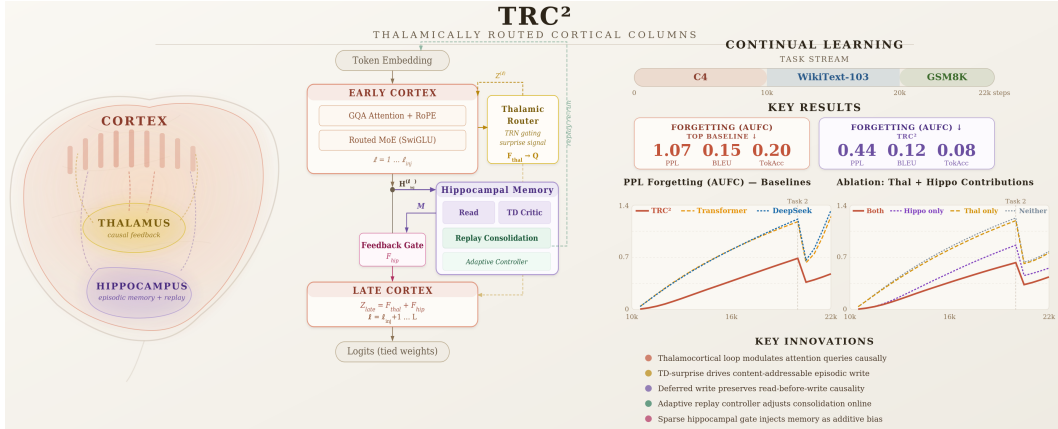 TRC²
THALAMICALLY ROUTED CORTICAL COLUMNS
CORTEX
THALAMUS
causal feedback
HIPPOCAMPUS
episodic memory + replay
Token Embedding
EARLY CORTEX
GQA Attention + RoPE
Routed MoE (SwiGLU)
ℓ = 1 … ℓ_inj
Thalamic
Router
TRN gating
surprise signal
F_thal → Q
replay re-run
Hippocampal Memory
Read
TD Critic
M
Replay Consolidation
Adaptive Controller
Feedback Gate
F_hip
LATE CORTEX
Z_late = F_thal + F_hip
ℓ = ℓ_inj+1 … L
Logits (tied weights)
CONTINUAL LEARNING
TASK STREAM
C4
WikiText-103
GSM8K
0
10k
20k
22k steps
KEY RESULTS
FORGETTING (AUFC)
TOP BASELINE ↓
1.07 0.15 0.20
PPL BLEU TokAcc
FORGETTING (AUFC) ↓
TRC²
0.44 0.12 0.08
PPL BLEU TokAcc
PPL Forgetting (AUFC) — Baselines
Task 2
TRC² Transformer DeepSeek
1.4
0.7
0
10k 16k 22k
Ablation: Thal + Hippo Contributions
Task 2
Both Hippo only Thal only Neither
1.4
0.7
0
10k 16k 22k
KEY INNOVATIONS
Thalamocortical loop modulates attention queries causally
TD-surprise drives content-addressable episodic write
Deferred write preserves read-before-write causality
Adaptive replay controller adjusts consolidation online
Sparse hippocampal gate injects memory as additive bias